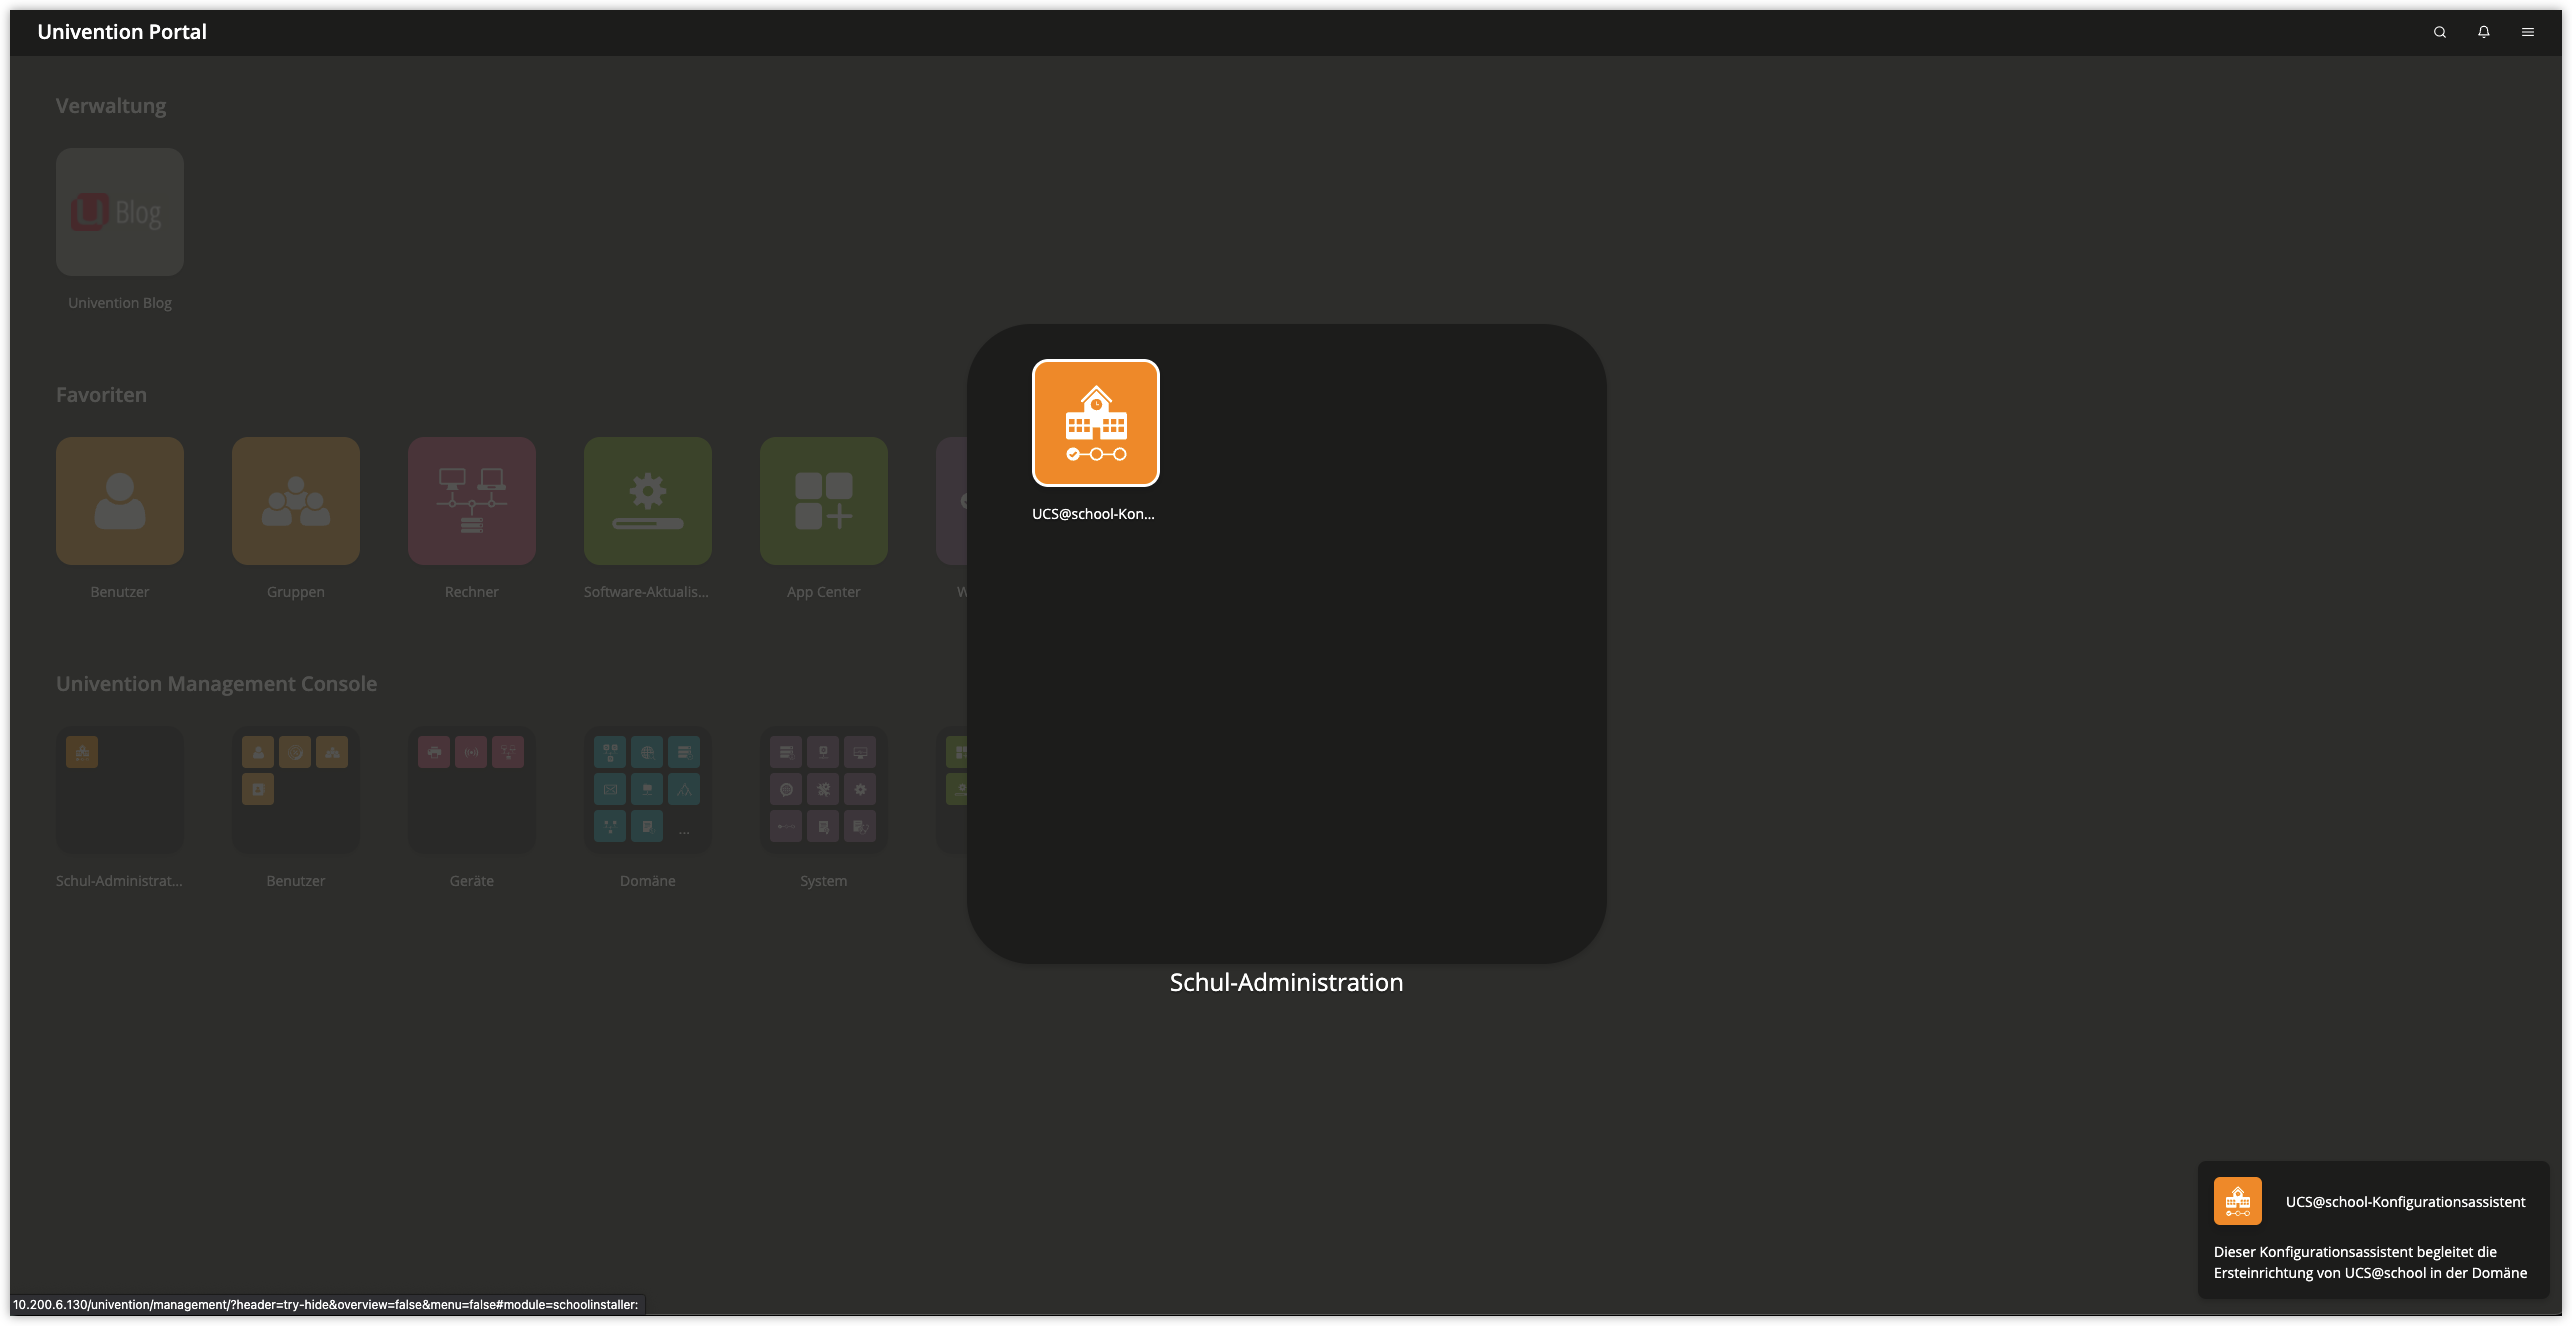 Univention Portal
Verwaltung
Blog
Univention Blog
Favoriten
Benutzer
Gruppen
Rechner
Software-Aktualis...
App Center
W
Univention Management Console
Schul-Administrat...
Benutzer
Geräte
Domäne
...
System
UCS@school-Kon...
Schul-Administration
UCS@school-Konfigurationsassistent
Dieser Konfigurationsassistent begleitet die
Ersteinrichtung von UCS@school in der Domäne
10.200.6.130/univention/management/?header=try-hide&overview=false&menu=false#module=schoolinstaller: